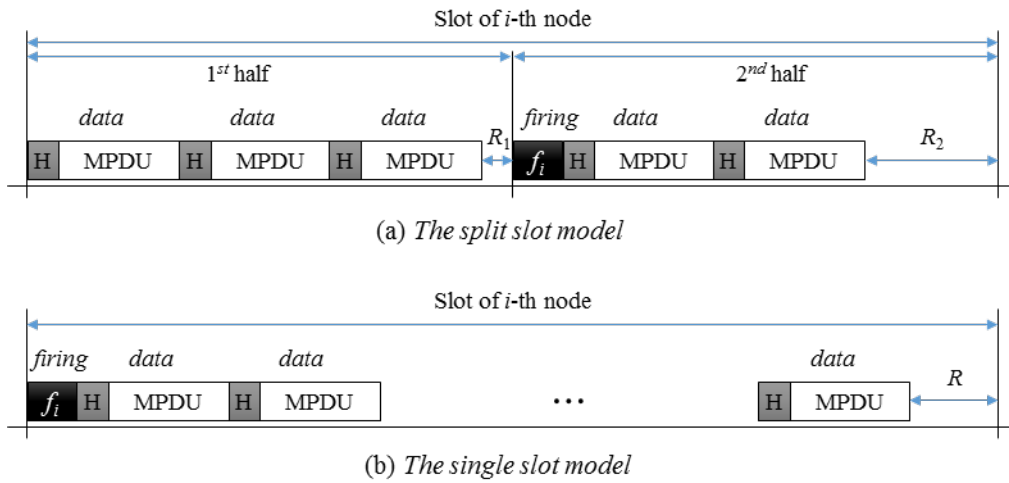 Slot of i-th node
1st half 2nd half
data data data firing data data
R1 R2
H MPDU H MPDU H MPDU fi H MPDU H MPDU
(a) The split slot model
Slot of i-th node
firing data data data
R
fi H MPDU H MPDU ... H MPDU
(b) The single slot model